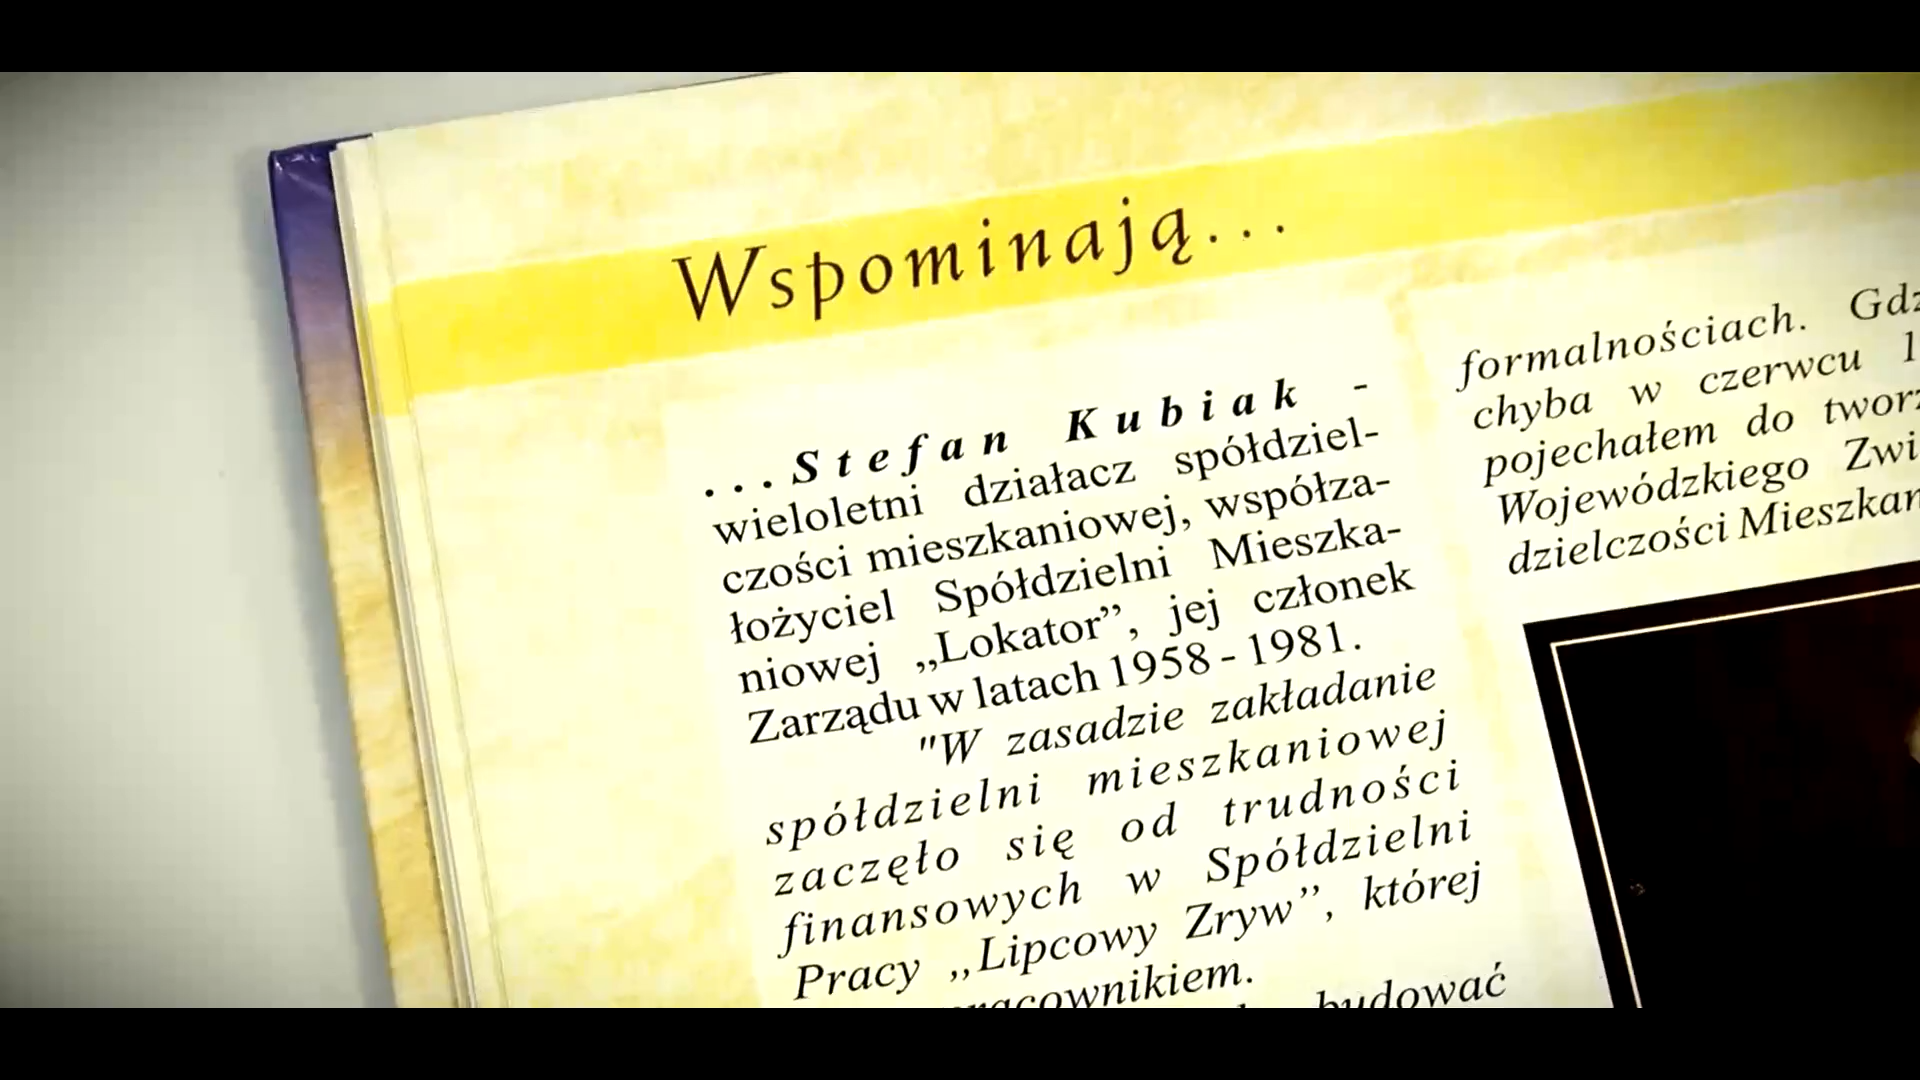 Wspominają...
...Stefan Kubiak -
wieloletni działacz spółdziel-
czości mieszkaniowej, współza-
łożyciel Spółdzielni Mieszka-
niowej „Lokator”, jej członek
Zarządu w latach 1958 - 1981.
"W zasadzie zakładanie
spółdzielni mieszkaniowej
zaczęło się od trudności
finansowych w Spółdzielni
Pracy „Lipcowy Zryw”, której
budować
formalnościach.
chyba w czerwcu
pojechałem do
Wojewódzkiego
dzielczości